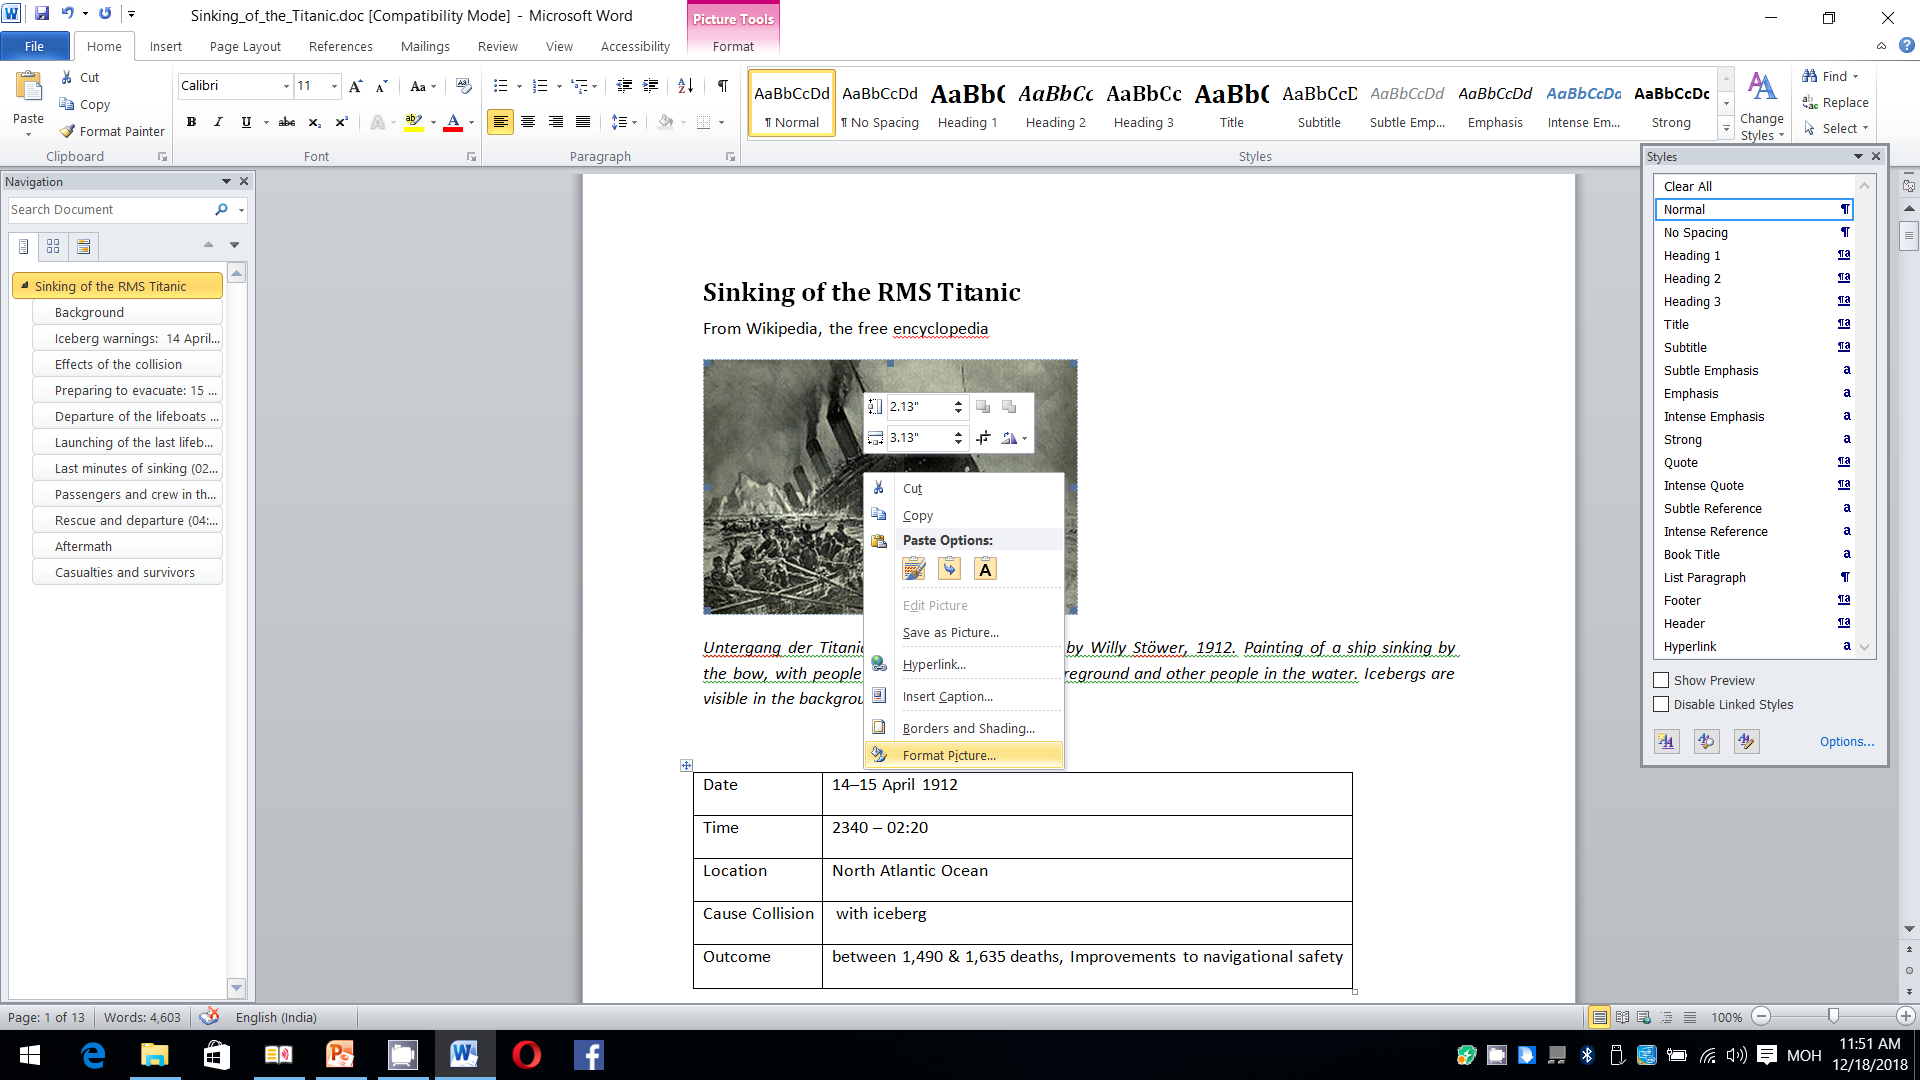 Sinking_of_the_Titanic.doc [Compatibility Mode] - Microsoft Word
Picture Tools
File Home Insert Page Layout References Mailings Review View Accessibility Format
Paste
Cut
Copy
Format Painter
Clipboard
Calibri 11
Font
Paragraph
AaBbCcDd AaBbCcDd AaBb( AaBbCc AaBbCc AaBb( AaBbCcD AaBbCcDd AaBbCcDd AaBbCcDd AaBbCcDc
¶ Normal ¶ No Spacing Heading 1 Heading 2 Heading 3 Title Subtitle Subtle Emp... Emphasis Intense Em... Strong
Styles
Change Styles
Find
Replace
Select
Navigation
Search Document
Sinking of the RMS Titanic
Background
Iceberg warnings: 14 April...
Effects of the collision
Preparing to evacuate: 15 ...
Departure of the lifeboats ...
Launching of the last lifeb...
Last minutes of sinking (02...
Passengers and crew in th...
Rescue and departure (04:...
Aftermath
Casualties and survivors
Sinking of the RMS Titanic
From Wikipedia, the free encyclopedia
2.13"
3.13"
Cut
Copy
Paste Options:
Edit Picture
Save as Picture...
Hyperlink...
Insert Caption...
Borders and Shading...
Format Picture...
Untergang der Titani by Willy Stöwer, 1912. Painting of a ship sinking by
the bow, with people reground and other people in the water. Icebergs are
visible in the backgrou
Date 14–15 April 1912
Time 2340 – 02:20
Location North Atlantic Ocean
Cause Collision with iceberg
Outcome between 1,490 & 1,635 deaths, Improvements to navigational safety
Styles
Clear All
Normal ¶
No Spacing ¶
Heading 1 ¶a
Heading 2 ¶a
Heading 3 ¶a
Title ¶a
Subtitle ¶a
Subtle Emphasis a
Emphasis a
Intense Emphasis a
Strong a
Quote ¶a
Intense Quote ¶a
Subtle Reference a
Intense Reference a
Book Title a
List Paragraph ¶
Footer ¶a
Header ¶a
Hyperlink a
Show Preview
Disable Linked Styles
Options...
Page: 1 of 13 Words: 4,603 English (India) 100%
MOH
11:51 AM
12/18/2018